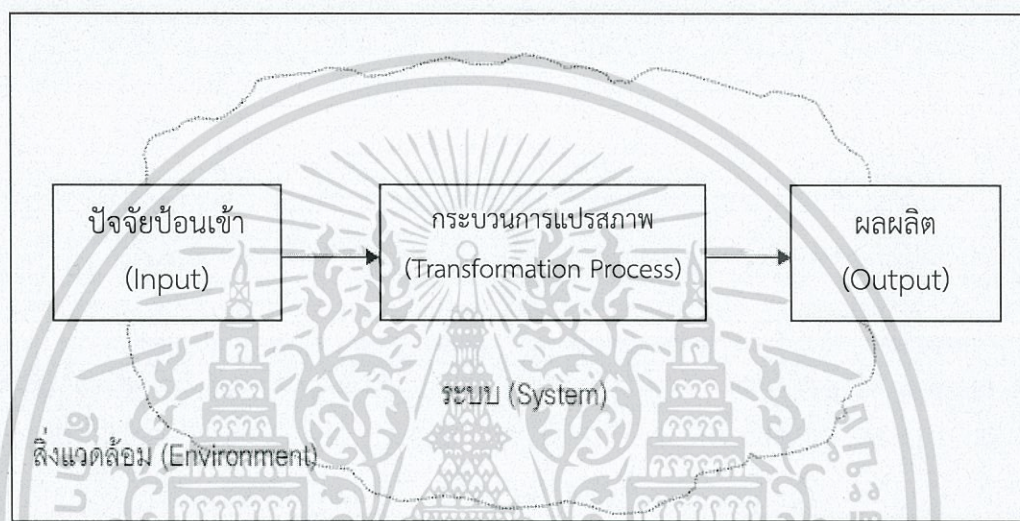 ปัจจัยป้อนเข้า
(Input)
กระบวนการแปรสภาพ
(Transformation Process)
ผลผลิต
(Output)
ระบบ (System)
สิ่งแวดล้อม (Environment)